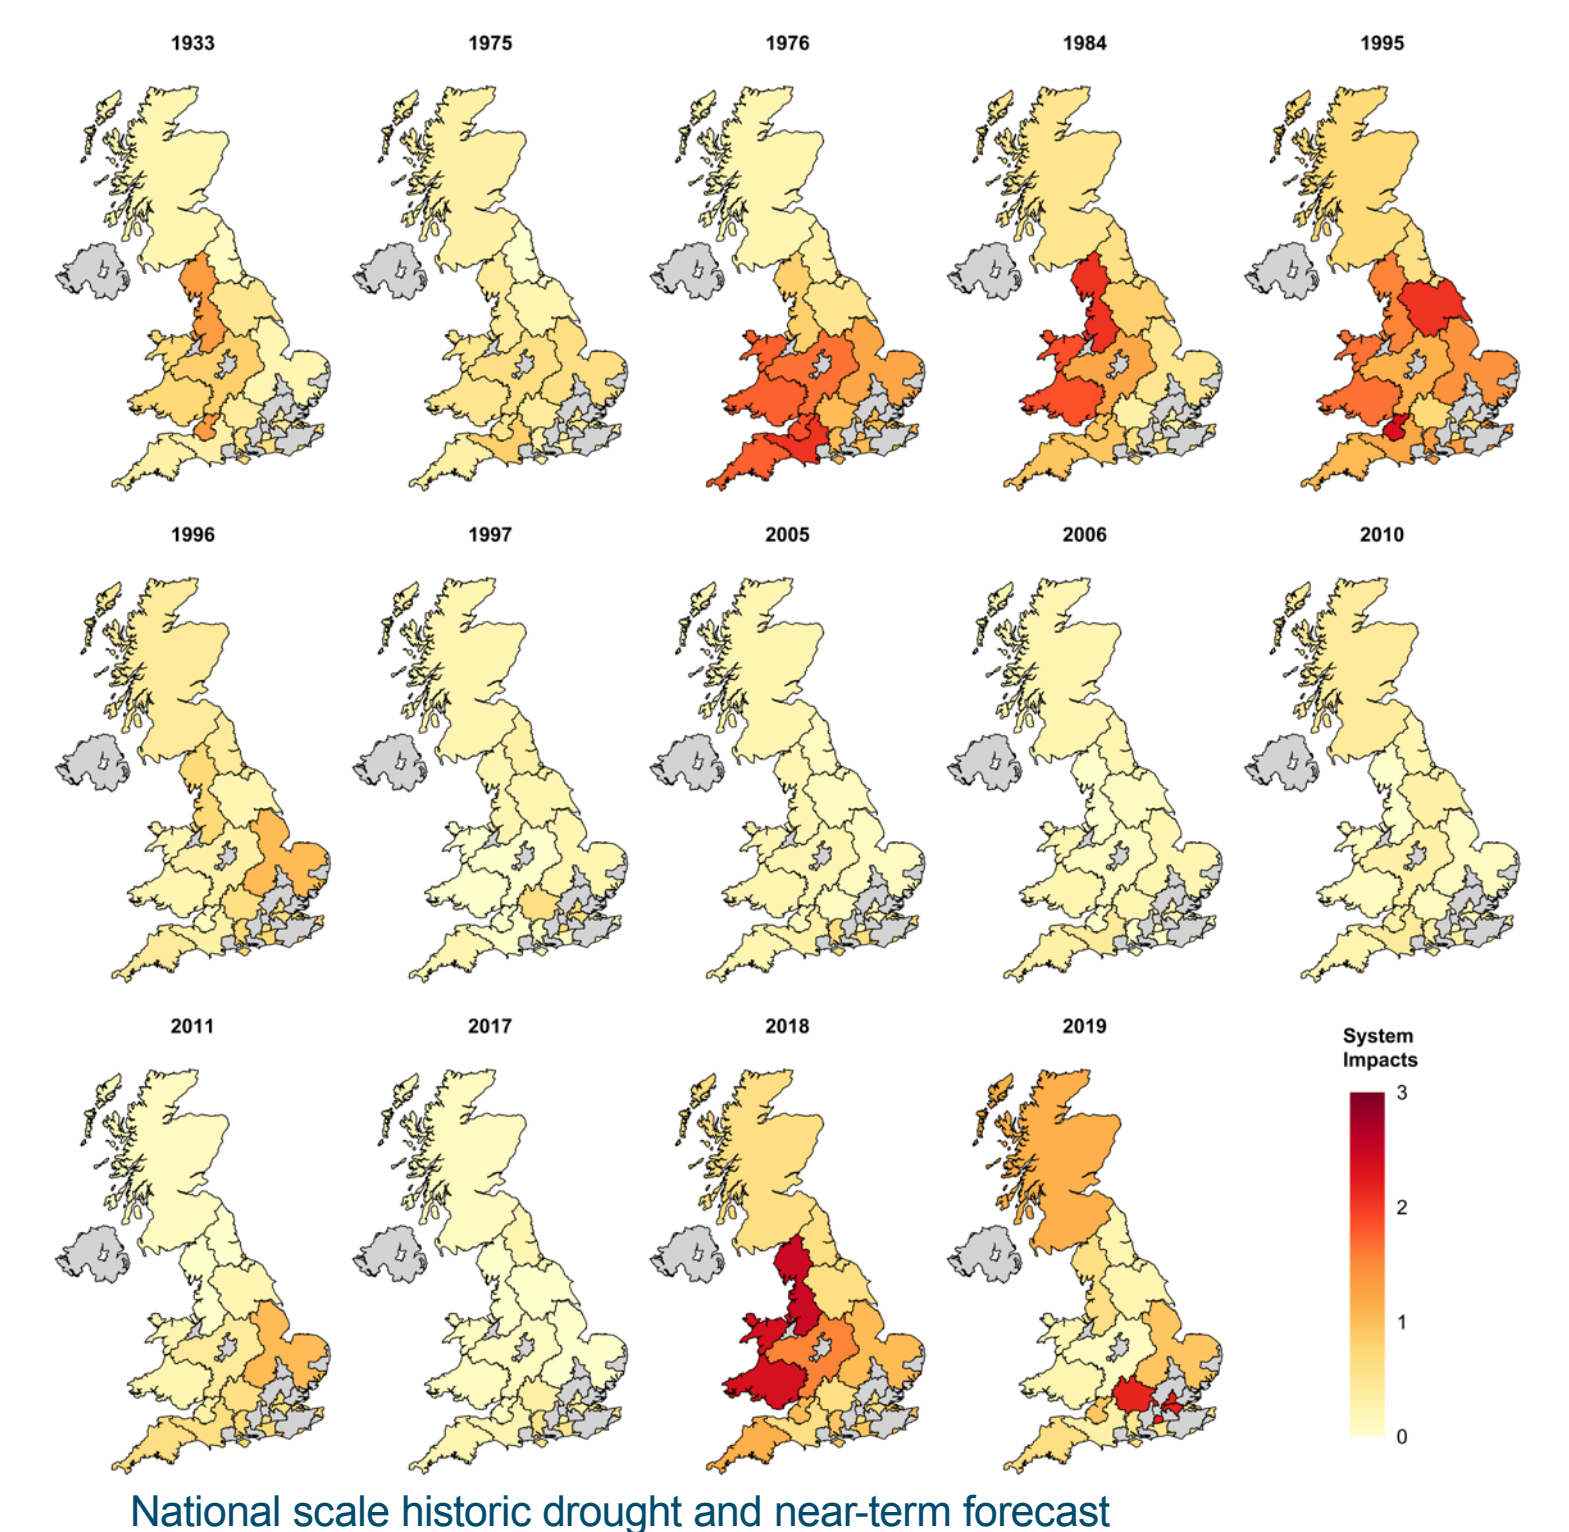 1933 1975 1976 1984 1995
1996 1997 2005 2006 2010
2011 2017 2018 2019
System
Impacts
3
2
1
0
National scale historic drought and near-term forecast